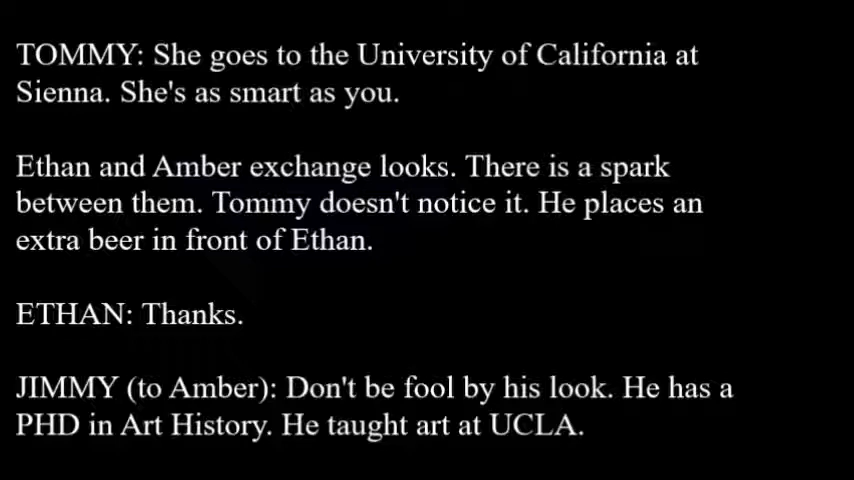 TOMMY: She goes to the University of California at
Sienna. She's as smart as you.
Ethan and Amber exchange looks. There is a spark
between them. Tommy doesn't notice it. He places an
extra beer in front of Ethan.
ETHAN: Thanks.
JIMMY (to Amber): Don't be fool by his look. He has a
PHD in Art History. He taught art at UCLA.